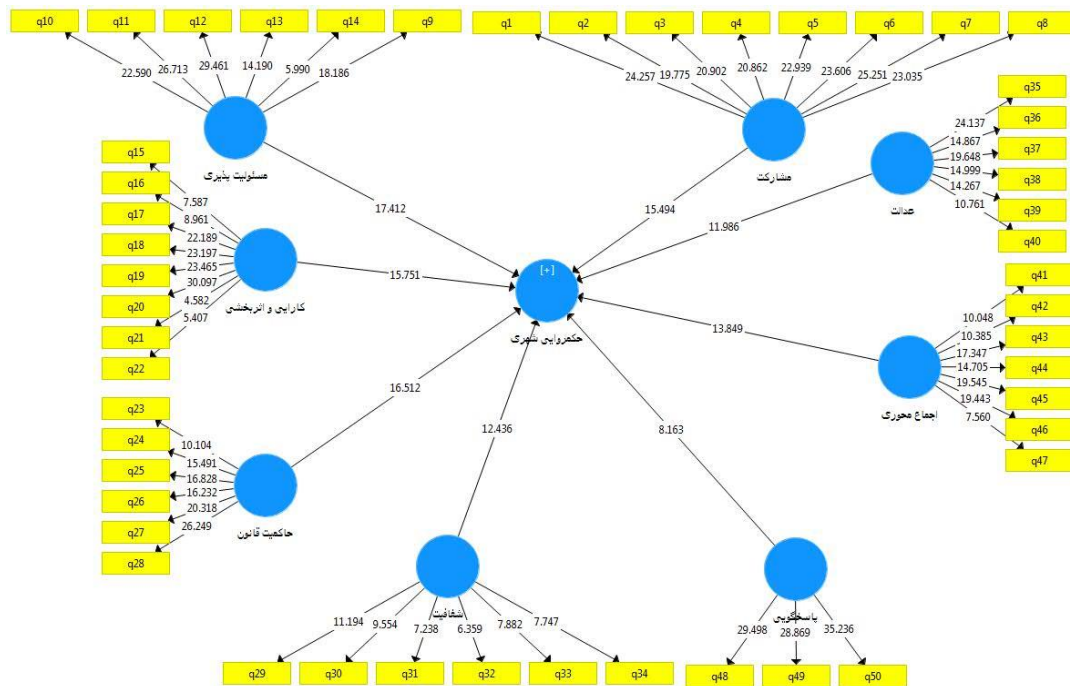 q10 q11 q12 q13 q14 q9
22.590 26.713 29.461 14.190 5.990 18.186
مسئولیت پذیری
q1 q2 q3 q4 q5 q6 q7 q8
24.257 19.775 20.902 20.862 22.939 23.606 25.251 23.035
مشارکت
q35
q36
q37
q38
q39
q40
24.137
14.867
19.648
14.999
14.267
10.761
عدالت
q15
q16
q17
q18
q19
q20
q21
q22
7.587
8.961
22.189
23.197
23.465
30.097
4.582
5.407
کارایی و اثربخشی
17.412
15.494
11.986
15.751
[+]
حکمروایی شهری
13.849
16.512
12.436
8.163
q41
q42
q43
q44
q45
q46
q47
10.048
10.385
17.347
14.705
19.545
19.443
7.560
اجماع محوری
q23
q24
q25
q26
q27
q28
10.104
15.491
16.828
16.232
20.318
26.249
حاکمیت قانون
شفافیت
11.194 9.554 7.238 6.359 7.882 7.747
q29 q30 q31 q32 q33 q34
پاسخگویی
29.498 28.869 35.236
q48 q49 q50